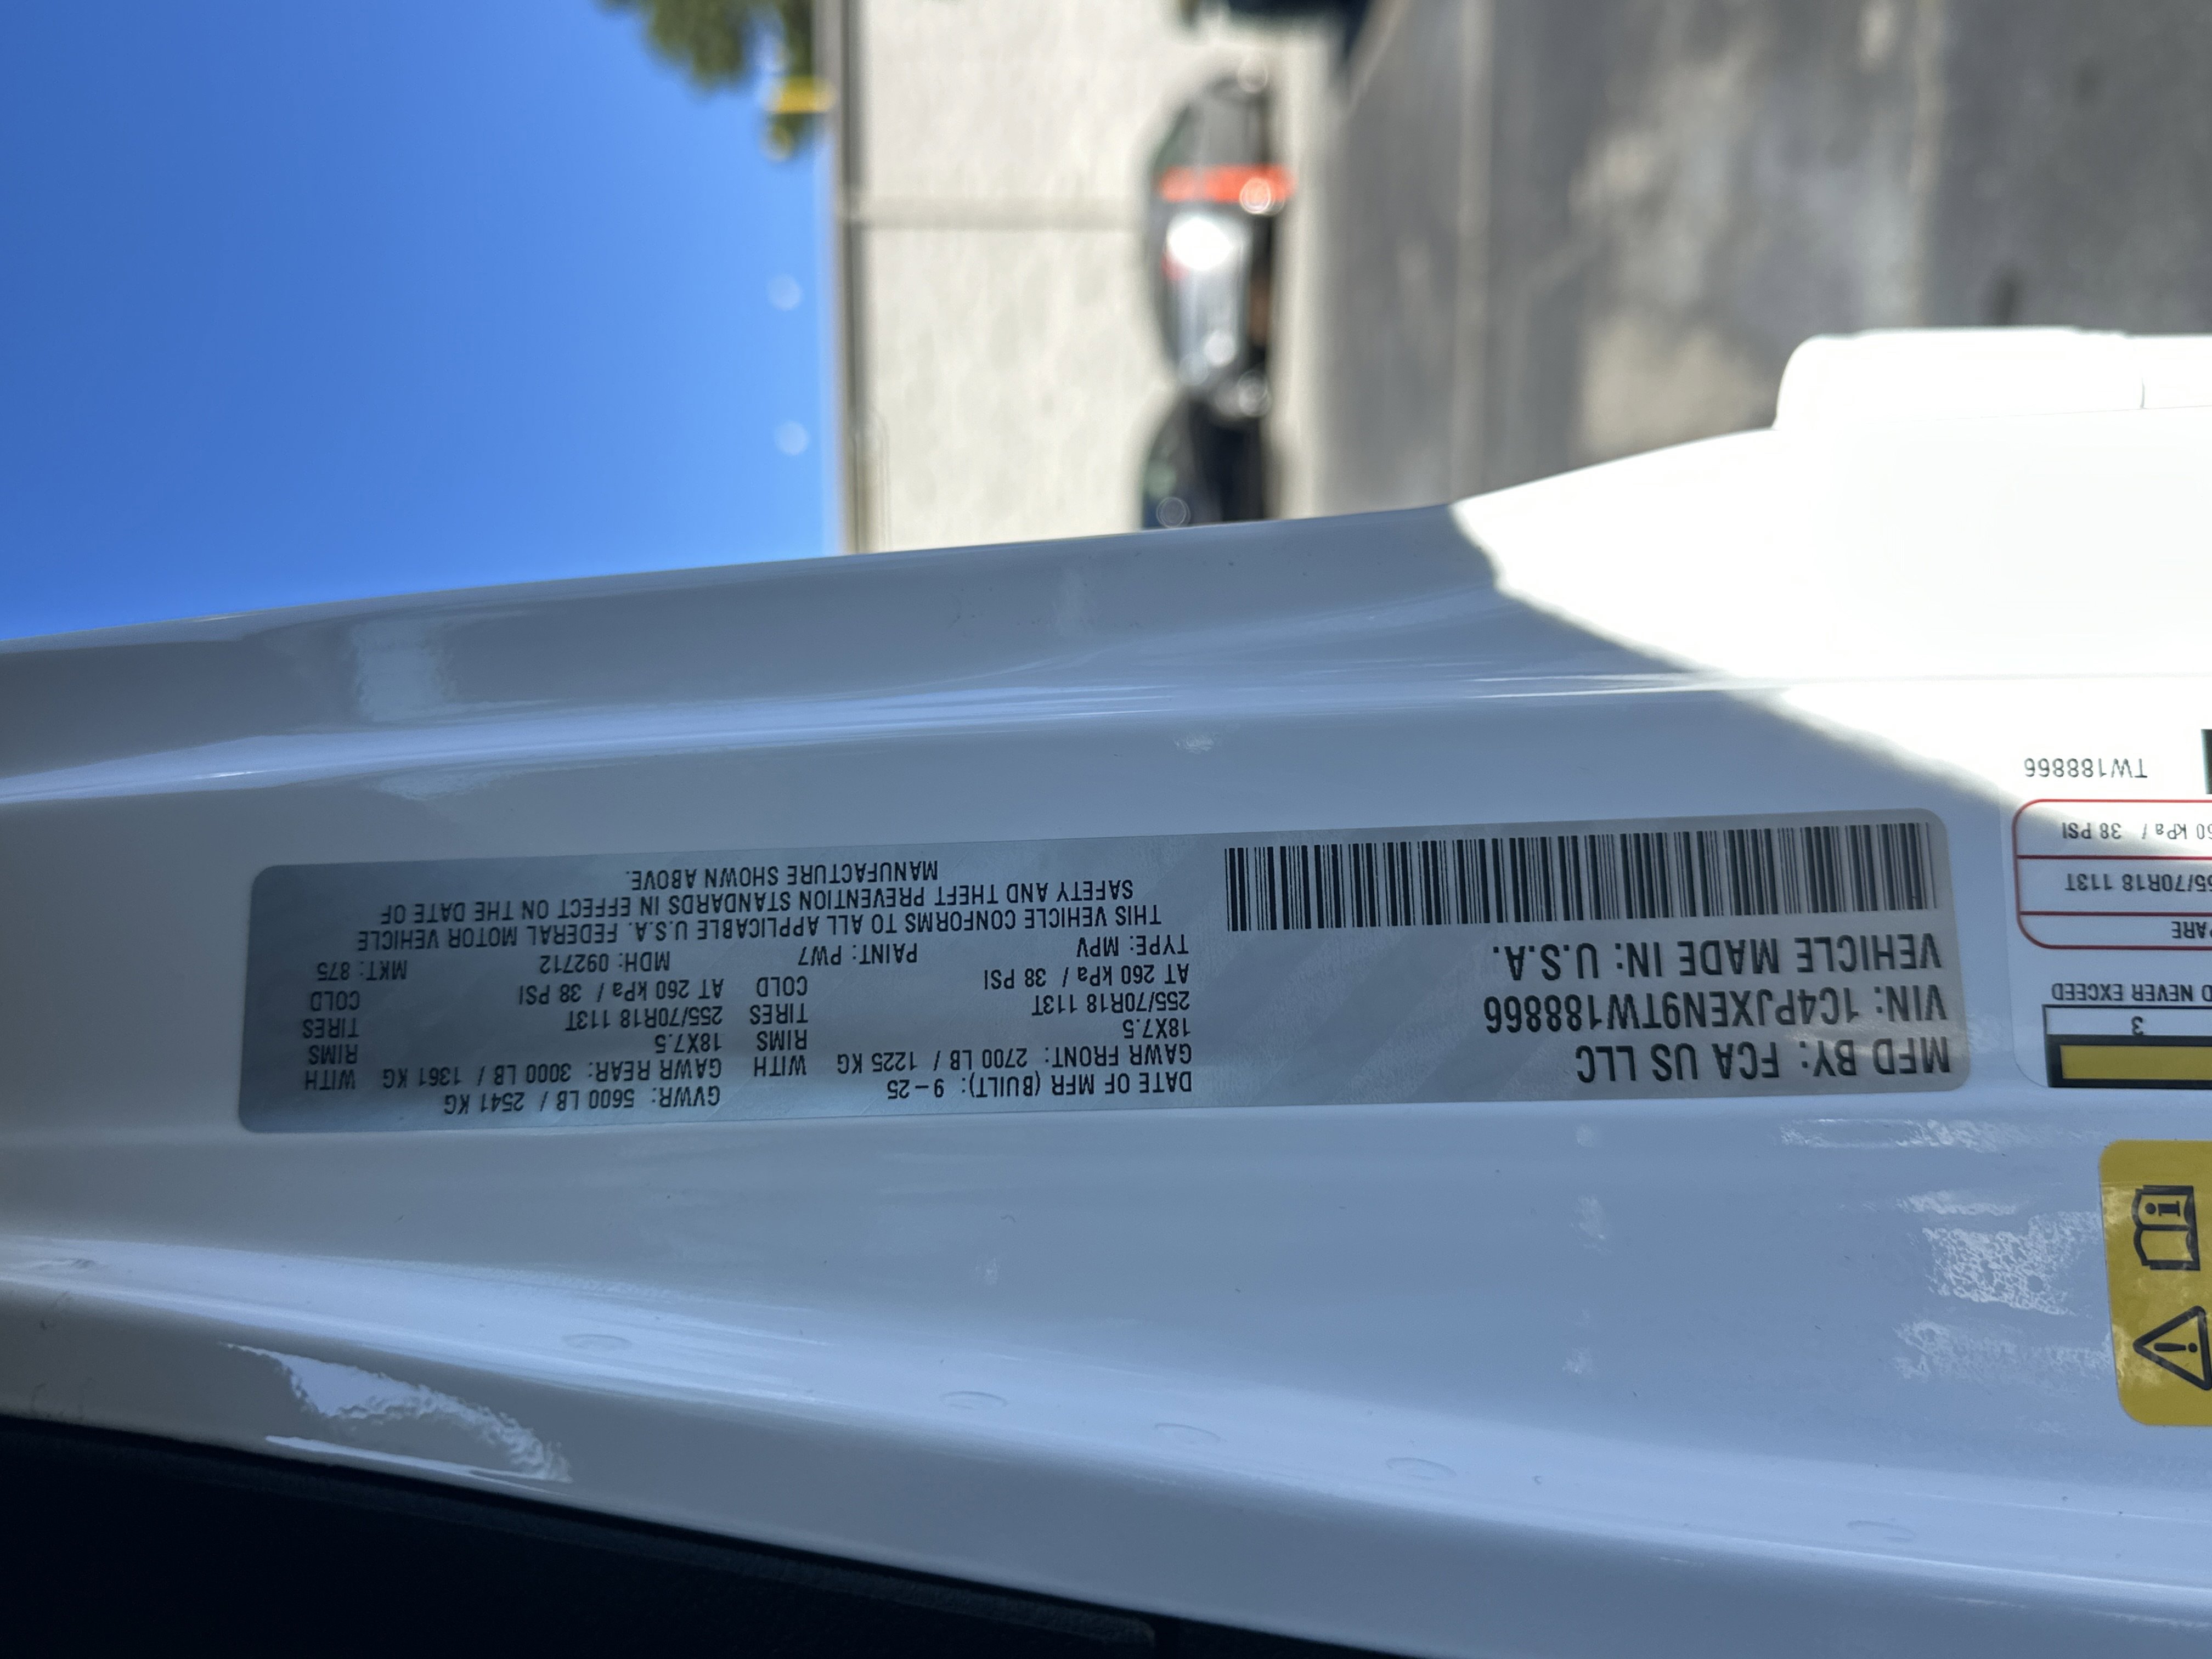 MFD BY: FCA US LLC
VIN: 1C4PJXEN9TW188866
VEHICLE MADE IN: U.S.A.
DATE OF MFR (BUILT): 9-25
GVWR: 5600 LB / 2541 KG
GAWR FRONT: 2700 LB / 1225 KG WITH
GAWR REAR: 3000 LB / 1361 KG WITH
18X7.5 RIMS
18X7.5 RIMS
255/70R18 113T TIRES
255/70R18 113T TIRES
AT 260 kPa / 38 PSI COLD
AT 260 kPa / 38 PSI COLD
TYPE: MPV PAINT: PW7 MDH: 092712 MKT: 875
THIS VEHICLE CONFORMS TO ALL APPLICABLE U.S.A. FEDERAL MOTOR VEHICLE
SAFETY AND THEFT PREVENTION STANDARDS IN EFFECT ON THE DATE OF
MANUFACTURE SHOWN ABOVE.
3
NEVER EXCEED
38 PSI
TW188866